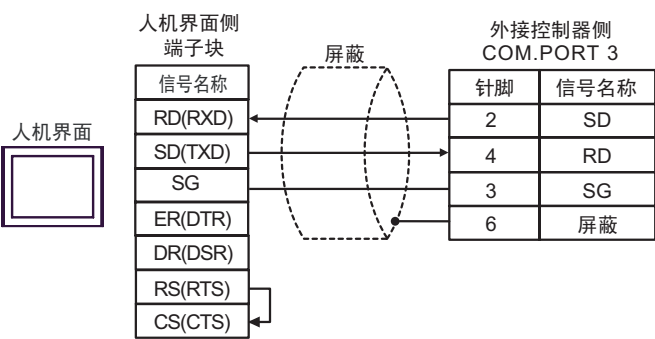 人机界面侧
端子块
屏蔽
外接控制器侧
COM.PORT 3
人机界面
信号名称
RD(RXD)
SD(TXD)
SG
ER(DTR)
DR(DSR)
RS(RTS)
CS(CTS)
针脚 信号名称
2 SD
4 RD
3 SG
6 屏蔽